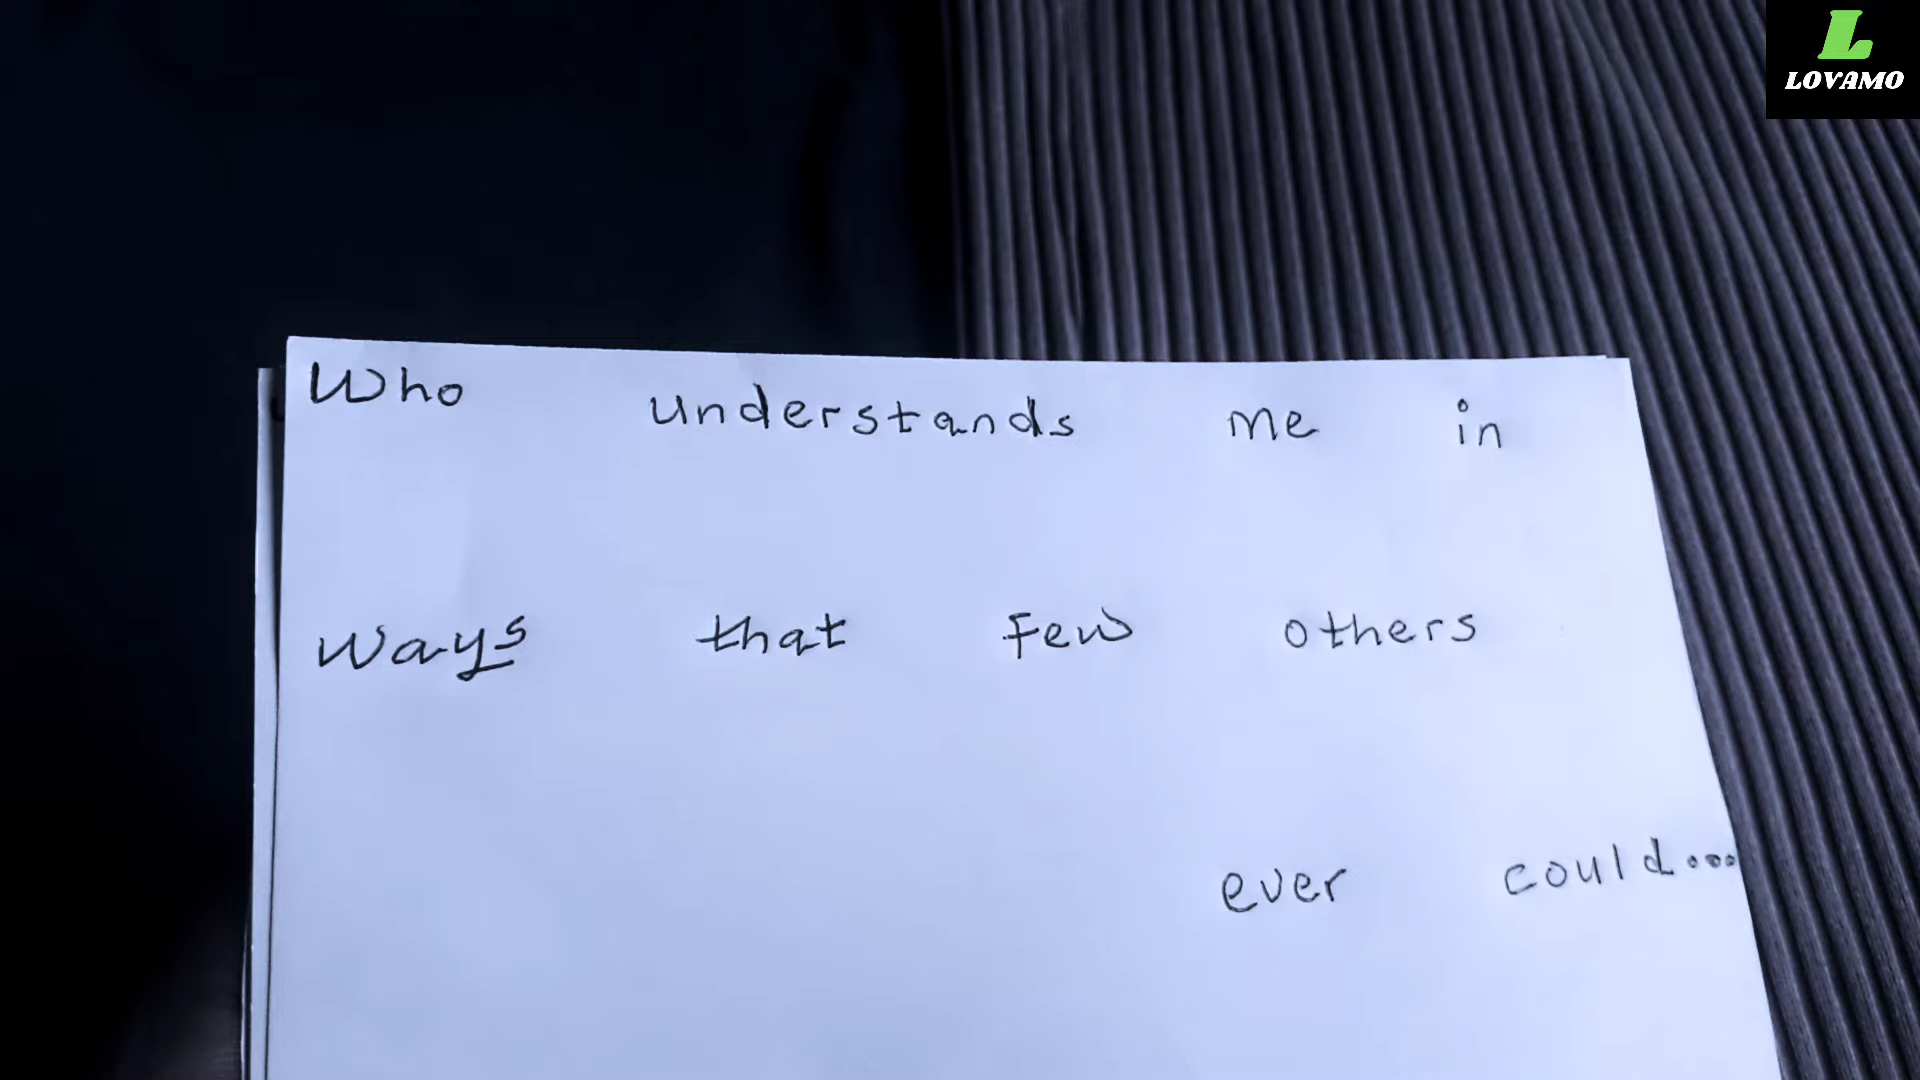 L
LOVAMO
Who understands me in
ways that few others
ever could...